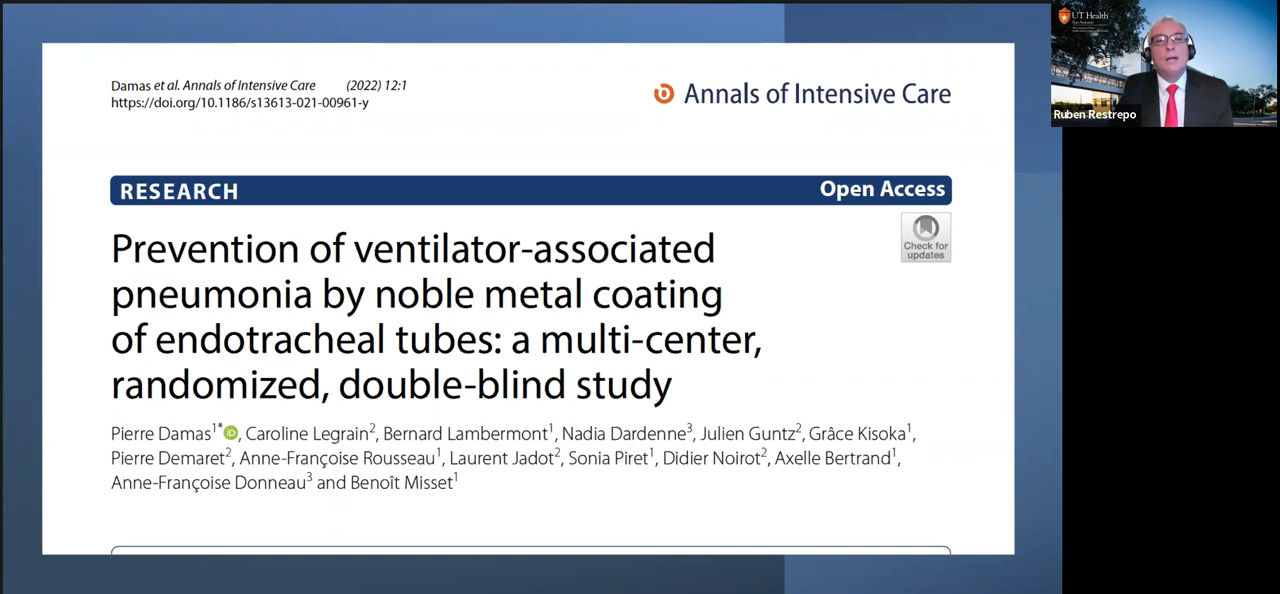 Damas et al. Annals of Intensive Care (2022) 12:1
https://doi.org/10.1186/s13613-021-00961-y
Annals of Intensive Care
RESEARCH
Open Access
Check for
updates
Prevention of ventilator-associated
pneumonia by noble metal coating
of endotracheal tubes: a multi-center,
randomized, double-blind study
Pierre Damas1*iD, Caroline Legrain2, Bernard Lambermont1, Nadia Dardenne3, Julien Guntz2, Grâce Kisoka1,
Pierre Demaret2, Anne-Françoise Rousseau1, Laurent Jadot2, Sonia Piret1, Didier Noirot2, Axelle Bertrand1,
Anne-Françoise Donneau3 and Benoît Misset1
UT Health
San Antonio
Ruben Restrepo